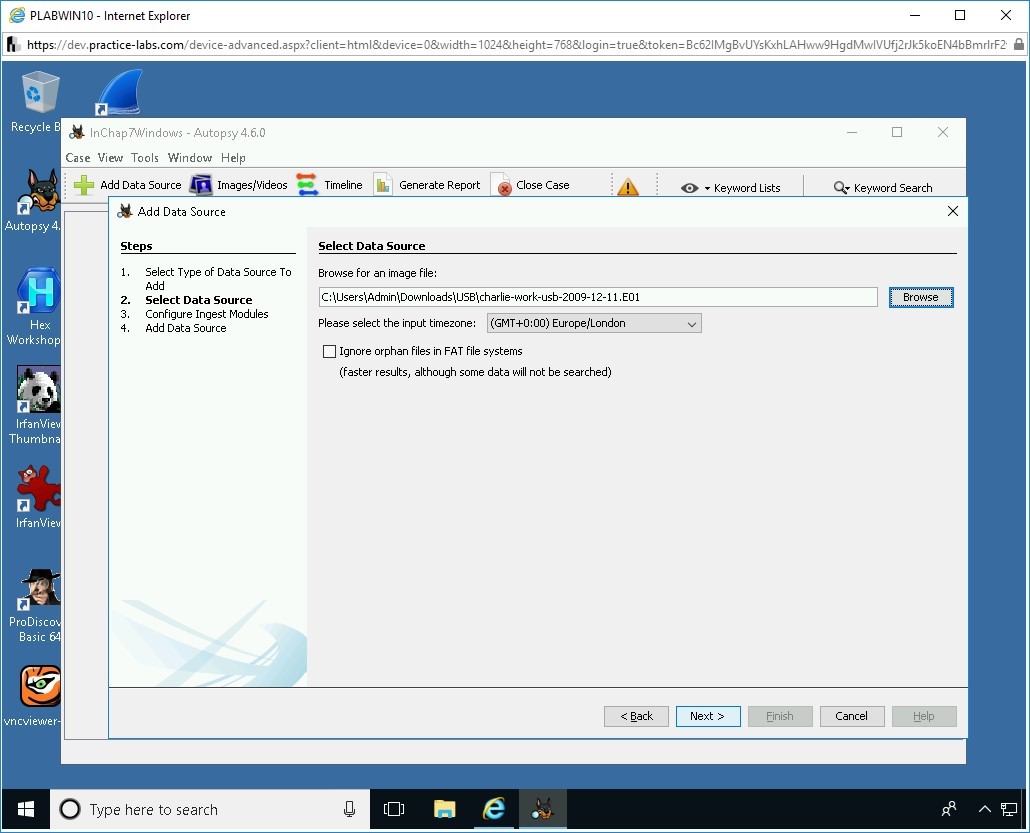 PLABWIN10 - Internet Explorer
https://dev.practice-labs.com/device-advanced.aspx?client=html&device=0&width=1024&height=768&login=true&token=
Recycle B
InChap7Windows - Autopsy 4.6.0
Case View Tools Window Help
Add Data Source Images/Videos Timeline Generate Report Close Case Keyword Lists Keyword Search
Autopsy 4.
Hex
Workshop
IrfanView
Thumbna
IrfanView
ProDiscov
Basic 64
vncviewer-
Add Data Source
Steps
1. Select Type of Data Source To
Add
2. Select Data Source
3. Configure Ingest Modules
4. Add Data Source
Select Data Source
Browse for an image file:
C:\Users\Admin\Downloads\USB\charlie-work-usb-2009-12-11.E01 Browse
Please select the input timezone: (GMT+0:00) Europe/London
Ignore orphan files in FAT file systems
(faster results, although some data will not be searched)
< Back Next > Finish Cancel Help
Type here to search